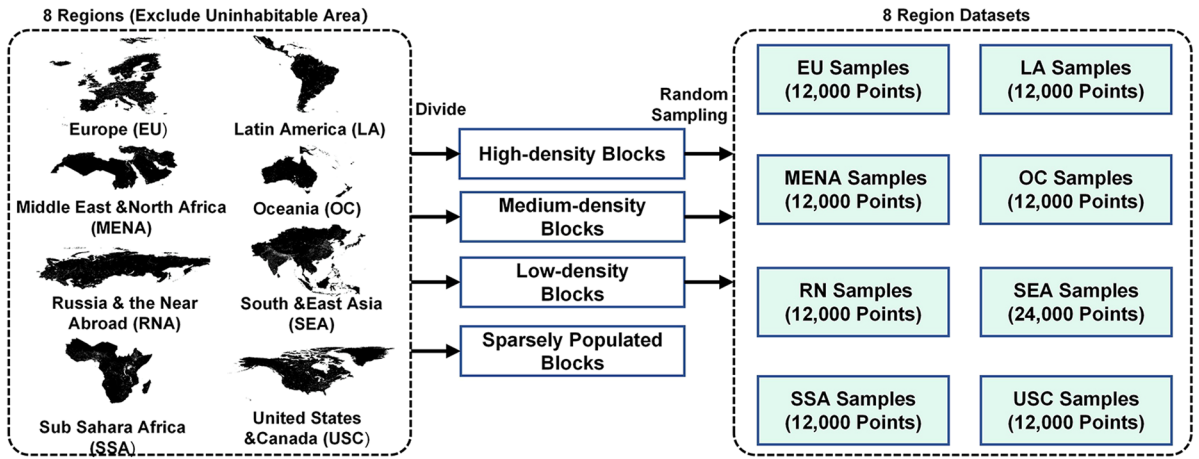 8 Regions (Exclude Uninhabitable Area)
Europe (EU)
Latin America (LA)
Middle East &North Africa
(MENA)
Oceania (OC)
Russia & the Near
Abroad (RNA)
South &East Asia
(SEA)
Sub Sahara Africa
(SSA)
United States
&Canada (USC)
Divide
High-density Blocks
Medium-density
Blocks
Low-density
Blocks
Sparsely Populated
Blocks
Random
Sampling
8 Region Datasets
EU Samples
(12,000 Points)
LA Samples
(12,000 Points)
MENA Samples
(12,000 Points)
OC Samples
(12,000 Points)
RN Samples
(12,000 Points)
SEA Samples
(24,000 Points)
SSA Samples
(12,000 Points)
USC Samples
(12,000 Points)